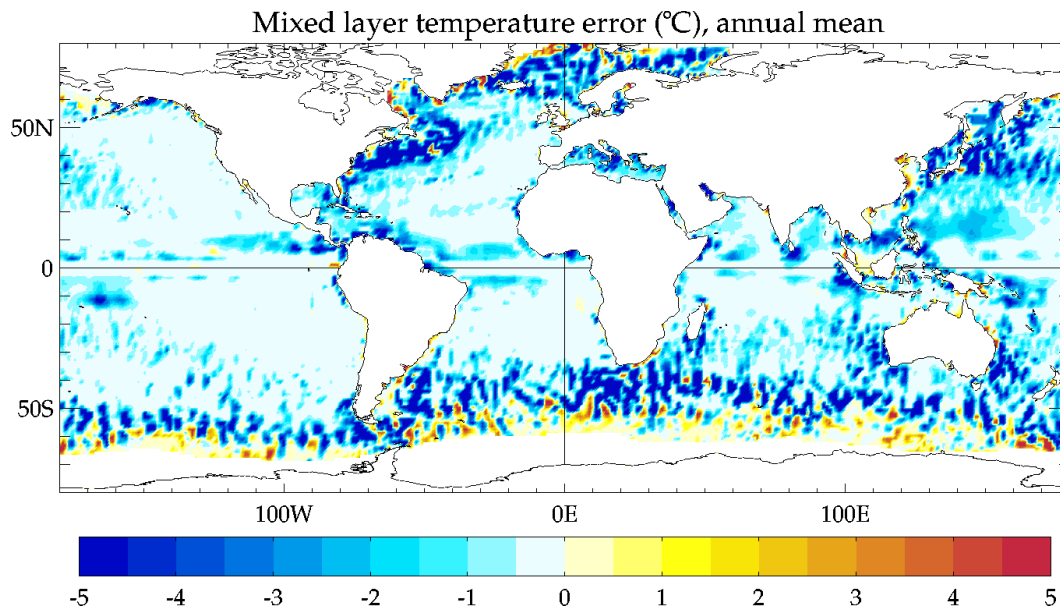 Mixed layer temperature error (°C), annual mean
50N
0
50S
100W 0E 100E
-5 -4 -3 -2 -1 0 1 2 3 4 5